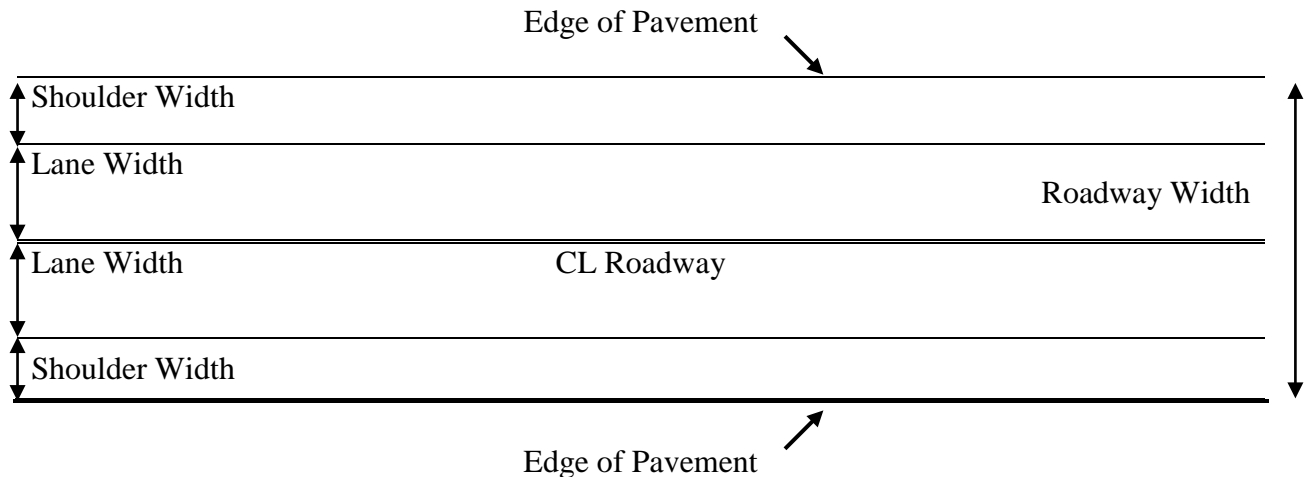 Edge of Pavement
Shoulder Width
Lane Width
Roadway Width
Lane Width
CL Roadway
Shoulder Width
Edge of Pavement